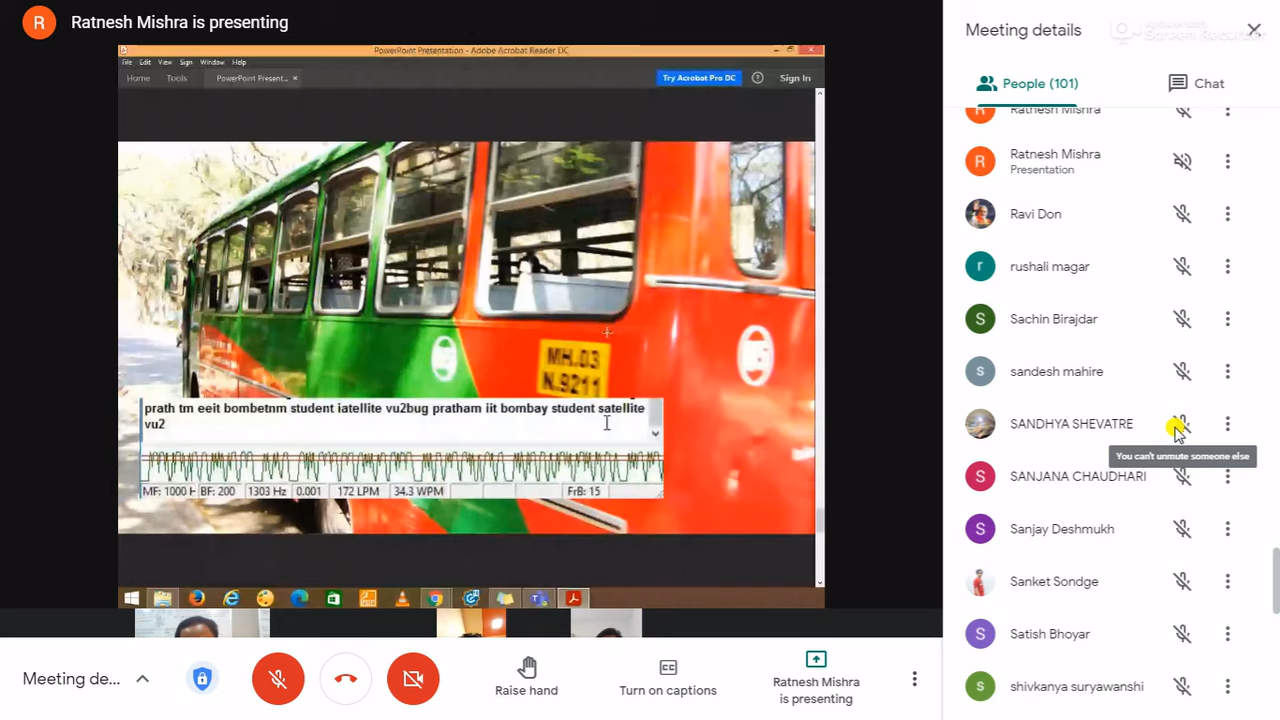 R Ratnesh Mishra is presenting
PowerPoint Presentation - Adobe Acrobat Reader DC
File Edit View Sign Window Help
Home Tools PowerPoint Present... × Try Acrobat Pro DC ? Sign In
MH.03
N.9211
prath tm eeit bombetnm student iatellite vu2bug pratham iit bombay student satellite
vu2
MF: 1000 H BF: 200 1303 Hz 0.001 172 LPM 34.3 WPM FrB: 15
Meeting de...
Raise hand
Turn on captions
Ratnesh Mishra
is presenting
Meeting details
Screen Recorder
People (101) Chat
Ratnesh Mishra
R Ratnesh Mishra
Presentation
Ravi Don
r rushali magar
S Sachin Birajdar
s sandesh mahire
SANDHYA SHEVATRE
You can't unmute someone else
S SANJANA CHAUDHARI
S Sanjay Deshmukh
Sanket Sondge
S Satish Bhoyar
s shivkanya suryawanshi